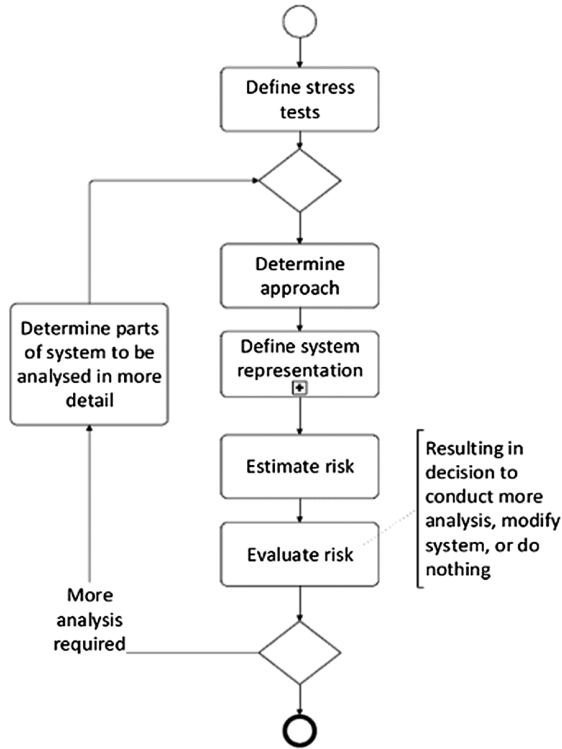 Define stress
tests
Determine
approach
Determine parts
of system to be
analysed in more
detail
Define system
representation
Estimate risk
Resulting in
decision to
conduct more
analysis, modify
system, or do
nothing
Evaluate risk
More
analysis
required